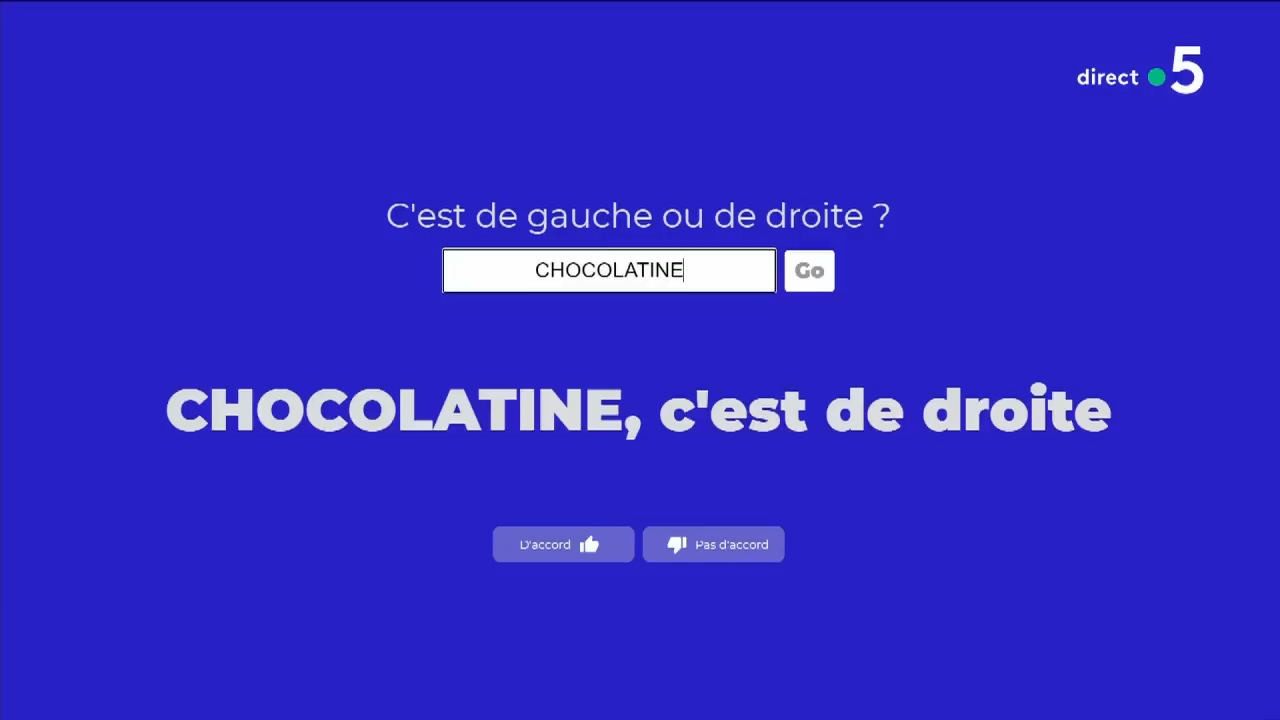 direct 5
C'est de gauche ou de droite ?
CHOCOLATINE Go
CHOCOLATINE, c'est de droite
D'accord Pas d'accord